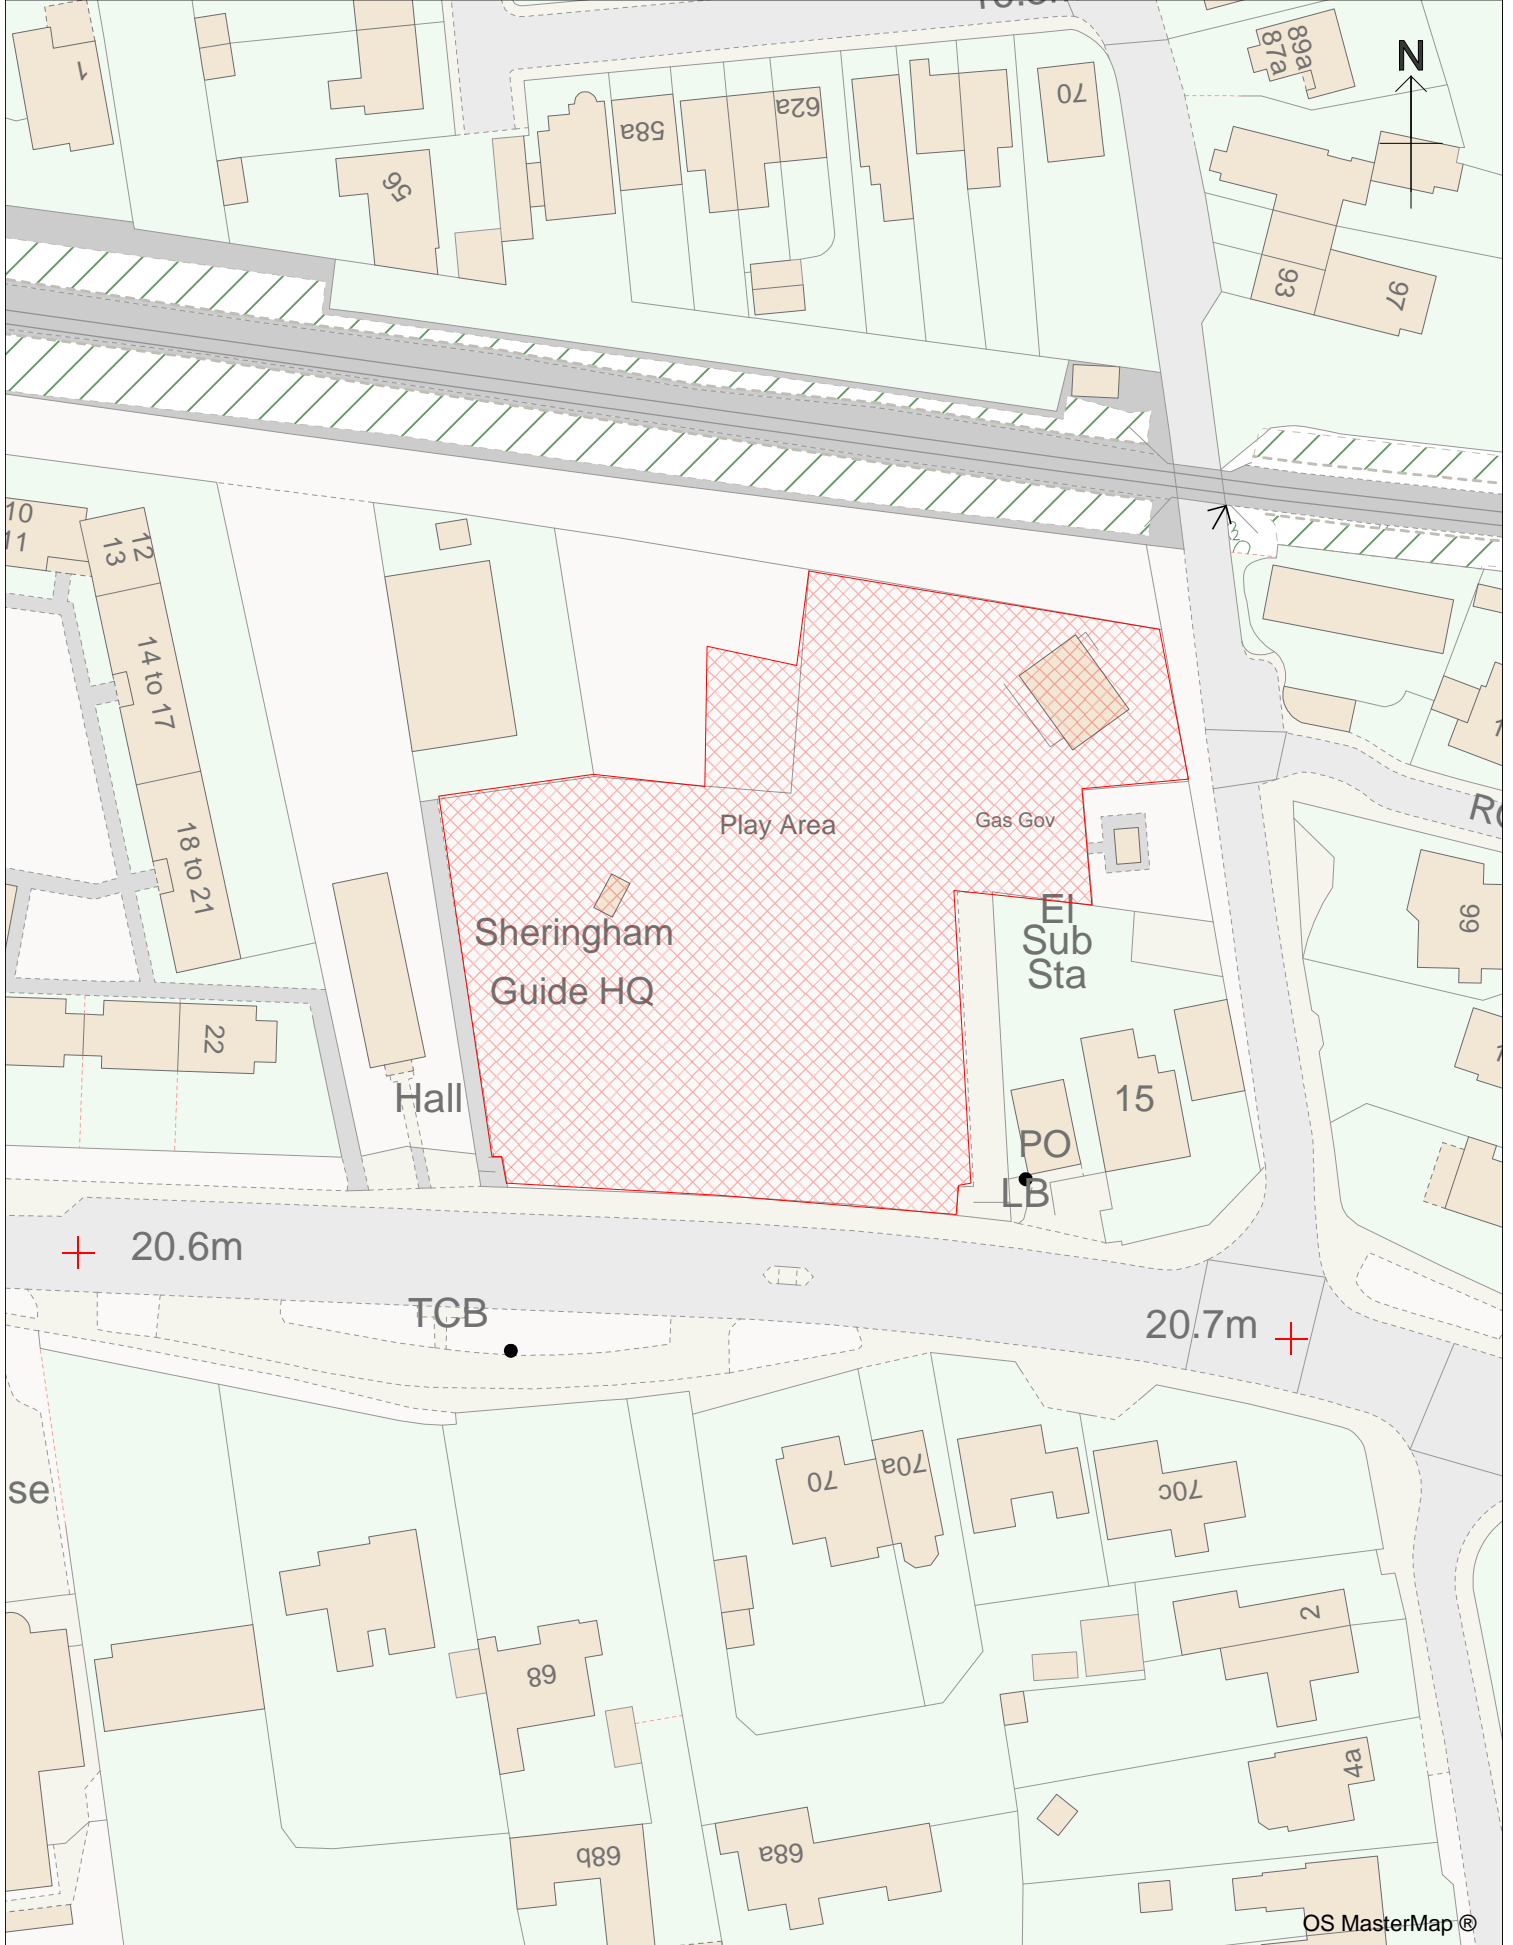 1
89a
87a
N
56
58a
62a
70
93
97
10
11
12
13
14 to 17
18 to 21
22
Play Area
Gas Gov
Sheringham
Guide HQ
El
Sub
Sta
66
Hall
15
PO
LB
20.6m
TCB
20.7m
70
70a
70c
68
2
4a
68b
68a
OS MasterMap ®